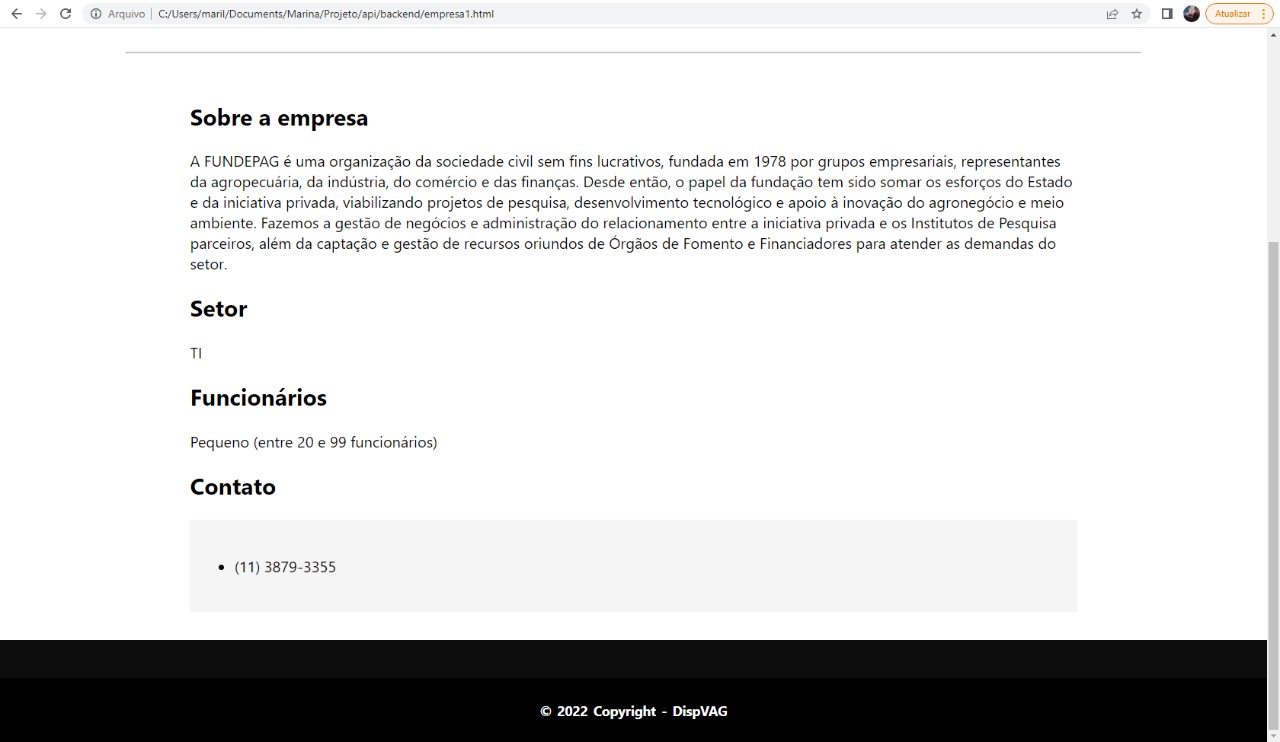 Arquivo | C:/Users/maril/Documents/Marina/Projeto/api/backend/empresa1.html
Atualizar
Sobre a empresa
A FUNDEPAG é uma organização da sociedade civil sem fins lucrativos, fundada em 1978 por grupos empresariais, representantes
da agropecuária, da indústria, do comércio e das finanças. Desde então, o papel da fundação tem sido somar os esforços do Estado
e da iniciativa privada, viabilizando projetos de pesquisa, desenvolvimento tecnológico e apoio à inovação do agronegócio e meio
ambiente. Fazemos a gestão de negócios e administração do relacionamento entre a iniciativa privada e os Institutos de Pesquisa
parceiros, além da captação e gestão de recursos oriundos de Órgãos de Fomento e Financiadores para atender as demandas do
setor.
Setor
TI
Funcionários
Pequeno (entre 20 e 99 funcionários)
Contato
• (11) 3879-3355
© 2022 Copyright - DispVAG